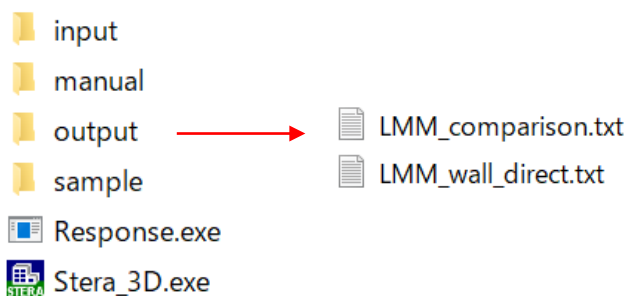 input
manual
output
sample
Response.exe
STERA Stera_3D.exe
LMM_comparison.txt
LMM_wall_direct.txt